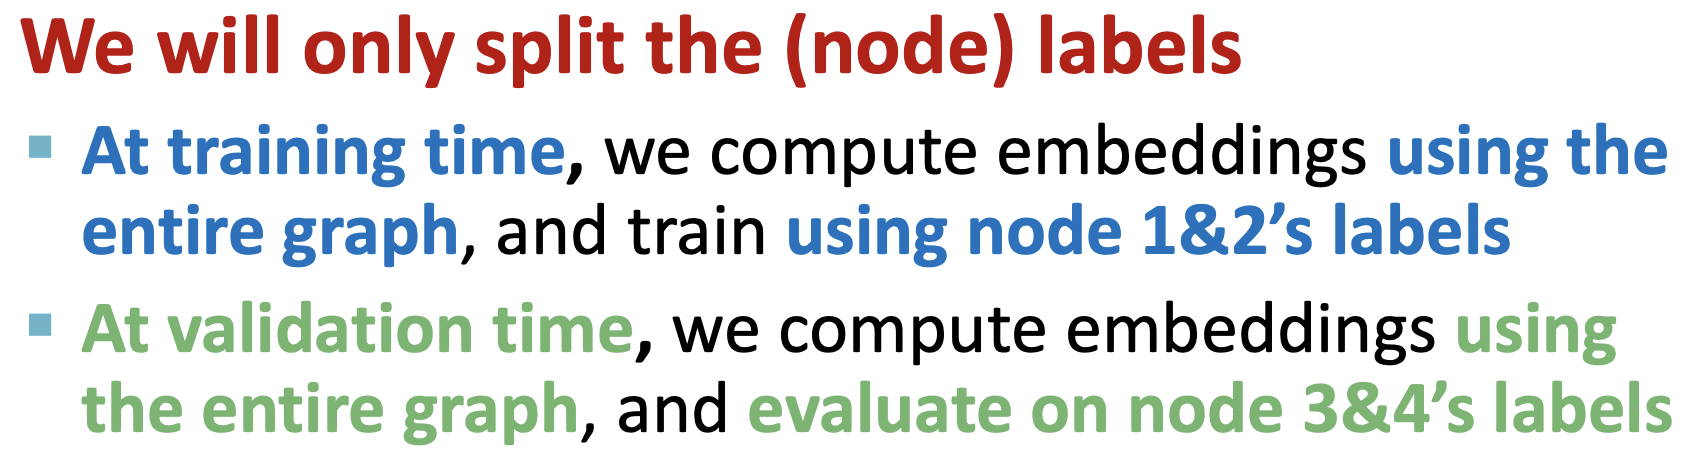 We will only split the (node) labels
At training time, we compute embeddings using the
entire graph, and train using node 1&2’s labels
At validation time, we compute embeddings using
the entire graph, and evaluate on node 3&4’s labels